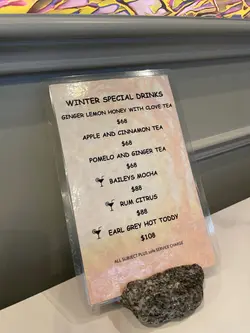 WINTER SPECIAL DRINKS
GINGER LEMON HONEY WITH CLOVE TEA
$68
APPLE AND CINNAMON TEA
$68
POMELO AND GINGER TEA
$68
BAILEYS MOCHA
$88
RUM CITRUS
$88
EARL GREY HOT TODDY
$108
ALL SUBJECT PLUS 10% SERVICE CHARGE